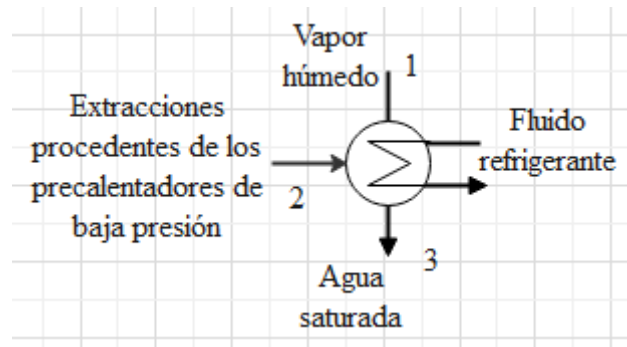 Vapor
húmedo
1
Extracciones
procedentes de los
precalentadores de
baja presión
2
Fluido
refrigerante
3
Agua
saturada